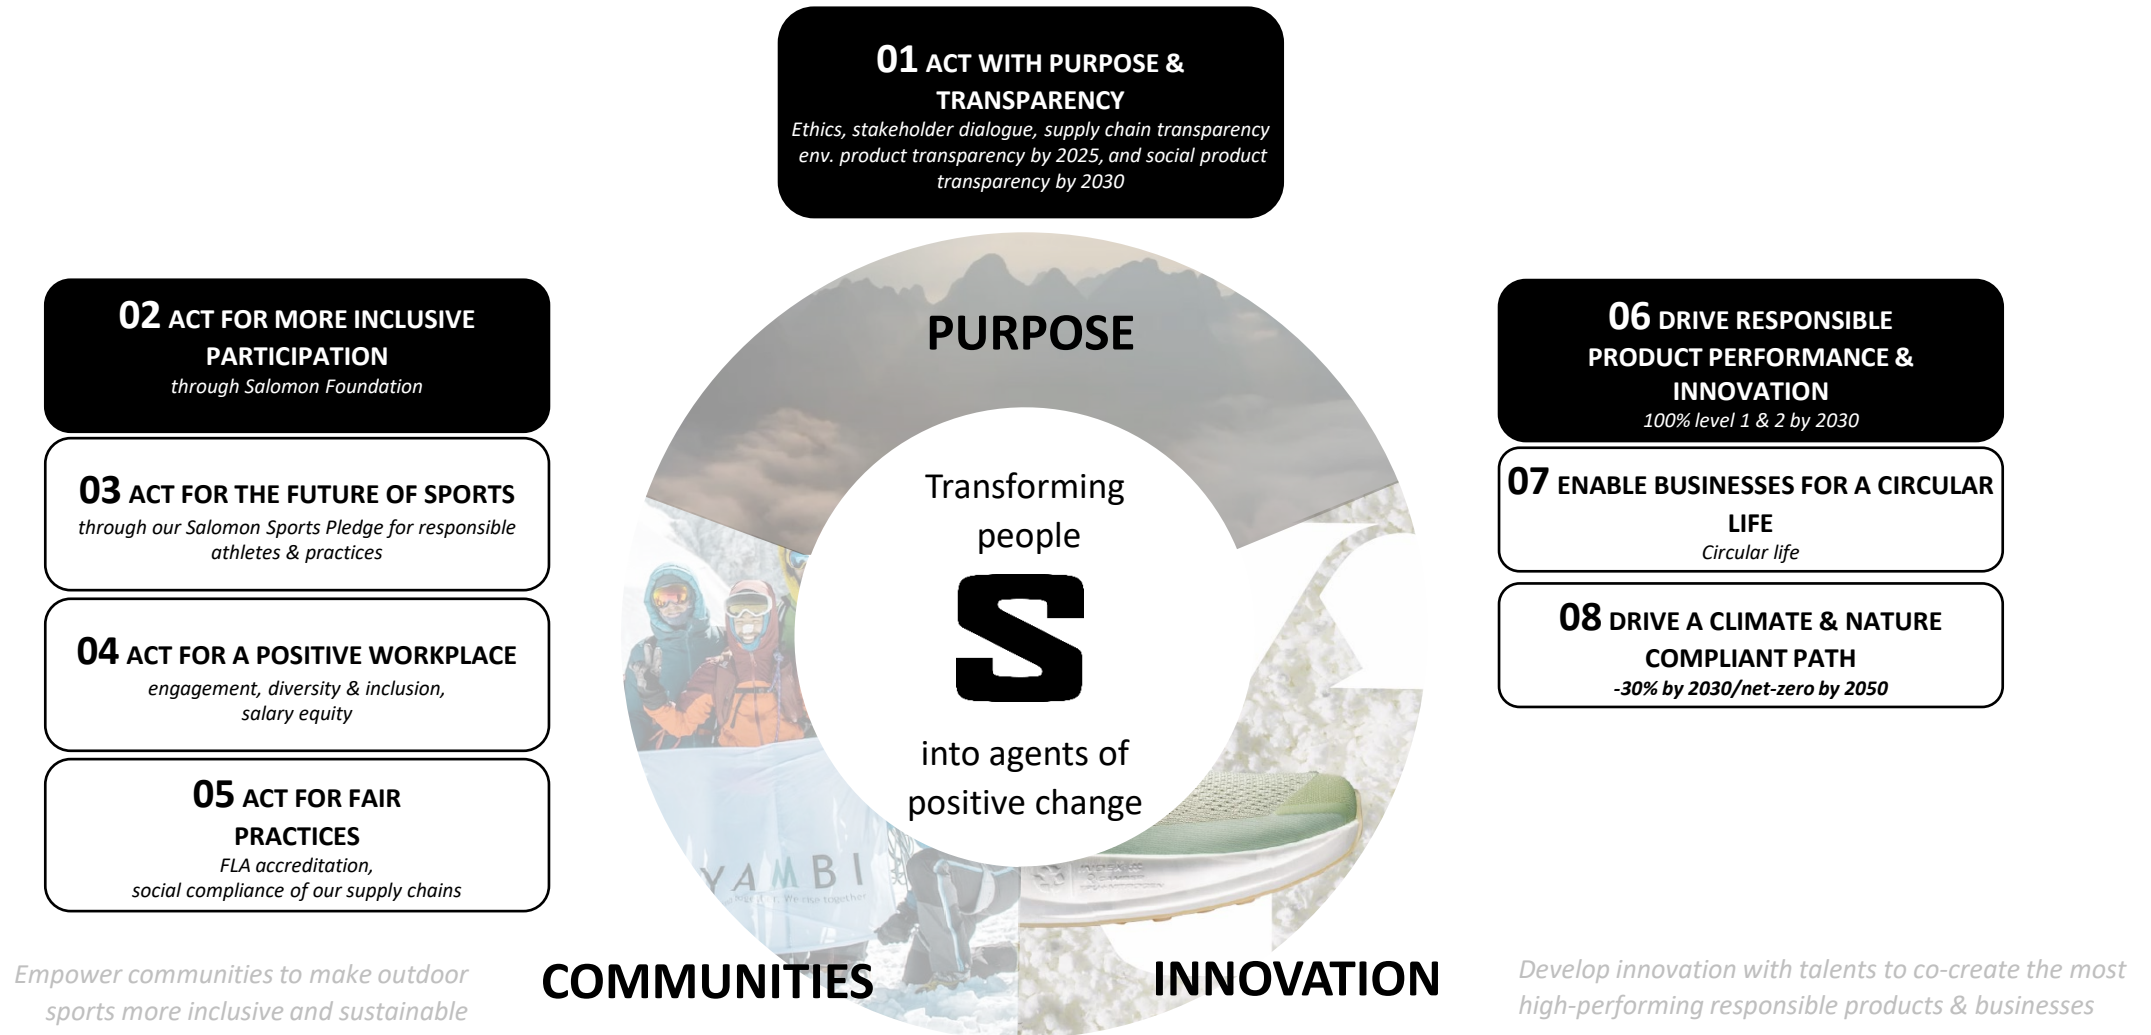 01 ACT WITH PURPOSE &
TRANSPARENCY
Ethics, stakeholder dialogue, supply chain transparency
env. product transparency by 2025, and social product
transparency by 2030
02 ACT FOR MORE INCLUSIVE
PARTICIPATION
through Salomon Foundation
03 ACT FOR THE FUTURE OF SPORTS
through our Salomon Sports Pledge for responsible
athletes & practices
04 ACT FOR A POSITIVE WORKPLACE
engagement, diversity & inclusion,
salary equity
05 ACT FOR FAIR
PRACTICES
FLA accreditation,
social compliance of our supply chains
Empower communities to make outdoor
sports more inclusive and sustainable
PURPOSE
Transforming
people
S
into agents of
positive change
YAMBI
We rise together
COMMUNITIES
INNOVATION
06 DRIVE RESPONSIBLE
PRODUCT PERFORMANCE &
INNOVATION
100% level 1 & 2 by 2030
07 ENABLE BUSINESSES FOR A CIRCULAR
LIFE
Circular life
08 DRIVE A CLIMATE & NATURE
COMPLIANT PATH
-30% by 2030/net-zero by 2050
Develop innovation with talents to co-create the most
high-performing responsible products & businesses